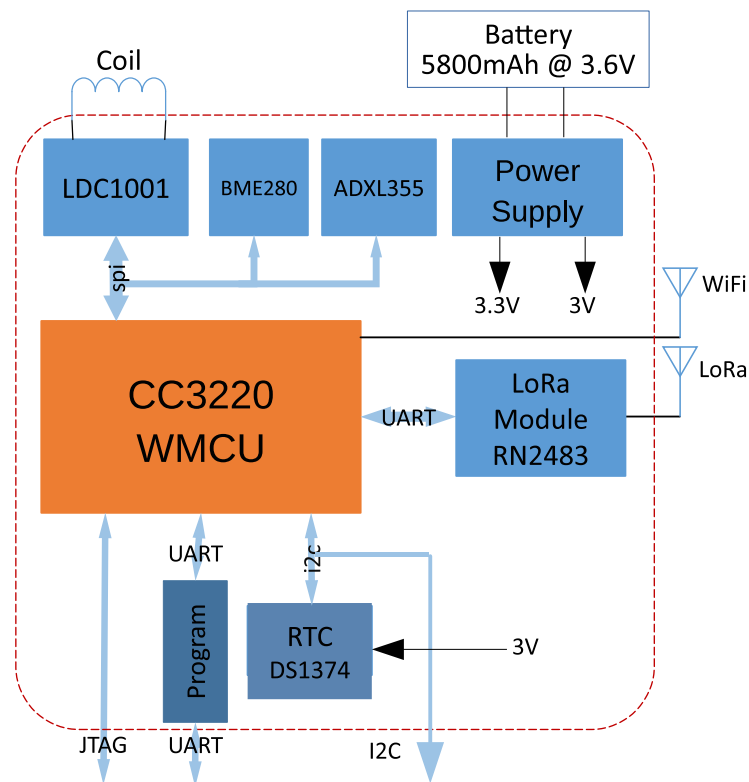 Battery
5800mAh @ 3.6V
Coil
LDC1001
BME280
ADXL355
Power
Supply
spi
3.3V
3V
WiFi
CC3220
WMCU
UART
LoRa
Module
RN2483
LoRa
UART
i2c
Program
RTC
DS1374
3V
JTAG
UART
I2C